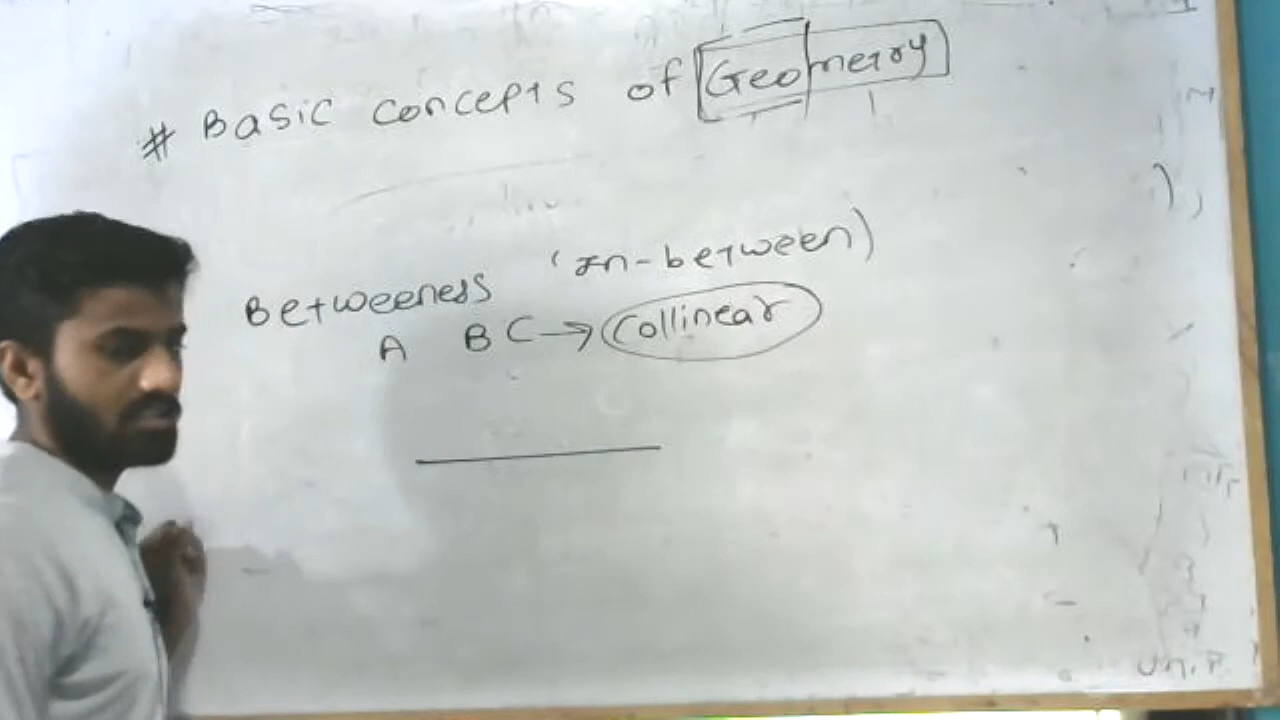 # Basic concepts of Geometry
Betweeness (In-between)
A B C → Collinear